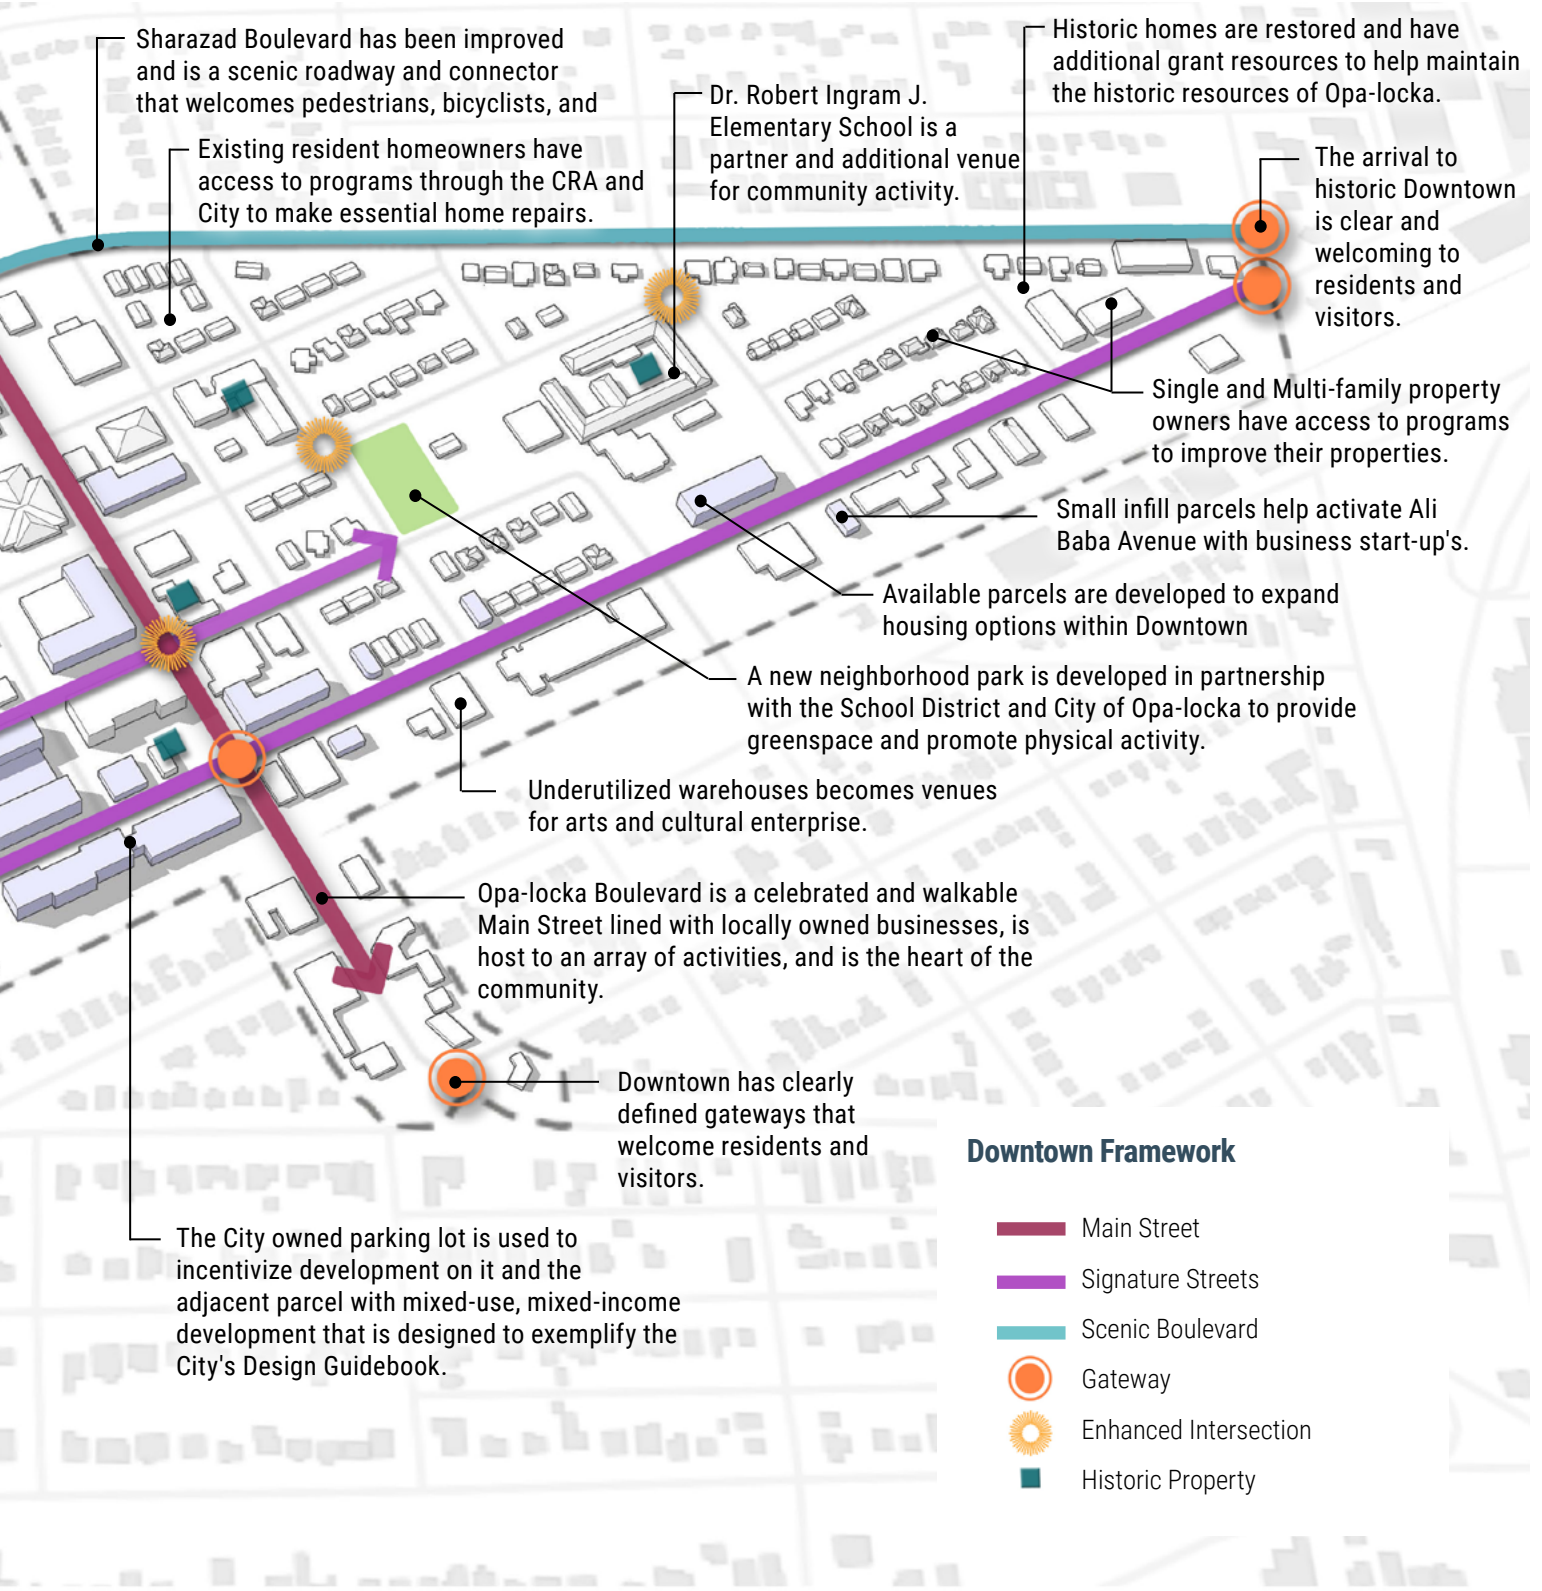 Sharazad Boulevard has been improved
and is a scenic roadway and connector
that welcomes pedestrians, bicyclists, and
Existing resident homeowners have
access to programs through the CRA and
City to make essential home repairs.
Dr. Robert Ingram J.
Elementary School is a
partner and additional venue
for community activity.
Historic homes are restored and have
additional grant resources to help maintain
the historic resources of Opa-locka.
The arrival to
historic Downtown
is clear and
welcoming to
residents and
visitors.
Single and Multi-family property
owners have access to programs
to improve their properties.
Small infill parcels help activate Ali
Baba Avenue with business start-up's.
Available parcels are developed to expand
housing options within Downtown
A new neighborhood park is developed in partnership
with the School District and City of Opa-locka to provide
greenspace and promote physical activity.
Underutilized warehouses becomes venues
for arts and cultural enterprise.
Opa-locka Boulevard is a celebrated and walkable
Main Street lined with locally owned businesses, is
host to an array of activities, and is the heart of the
community.
Downtown has clearly
defined gateways that
welcome residents and
visitors.
The City owned parking lot is used to
incentivize development on it and the
adjacent parcel with mixed-use, mixed-income
development that is designed to exemplify the
City's Design Guidebook.
Downtown Framework
Main Street
Signature Streets
Scenic Boulevard
Gateway
Enhanced Intersection
Historic Property